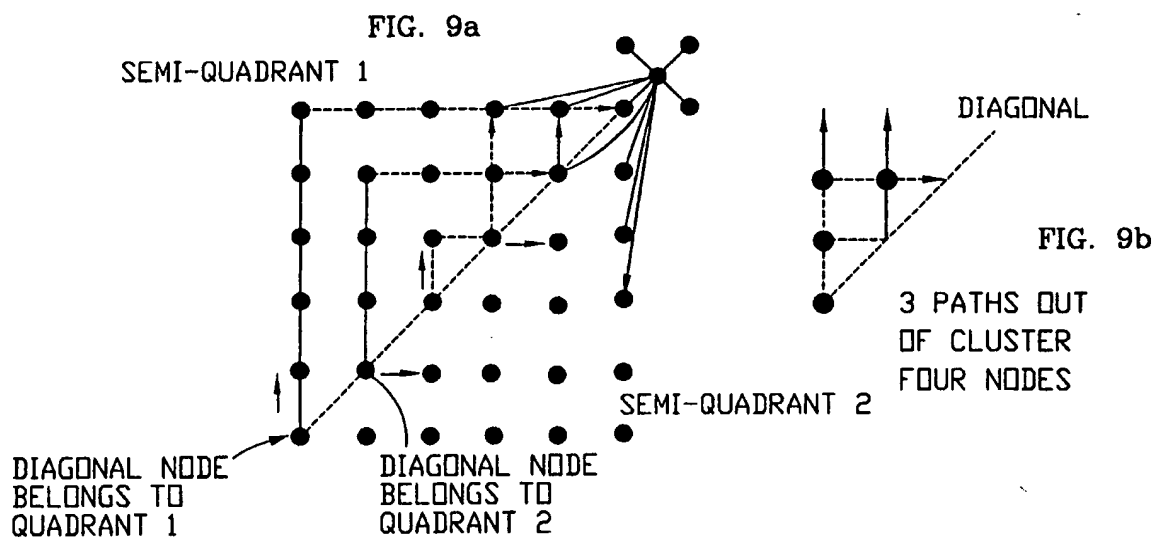 FIG. 9a
SEMI-QUADRANT 1
DIAGONAL
FIG. 9b
3 PATHS OUT
OF CLUSTER
FOUR NODES
SEMI-QUADRANT 2
DIAGONAL NODE
BELONGS TO
QUADRANT 1
DIAGONAL NODE
BELONGS TO
QUADRANT 2